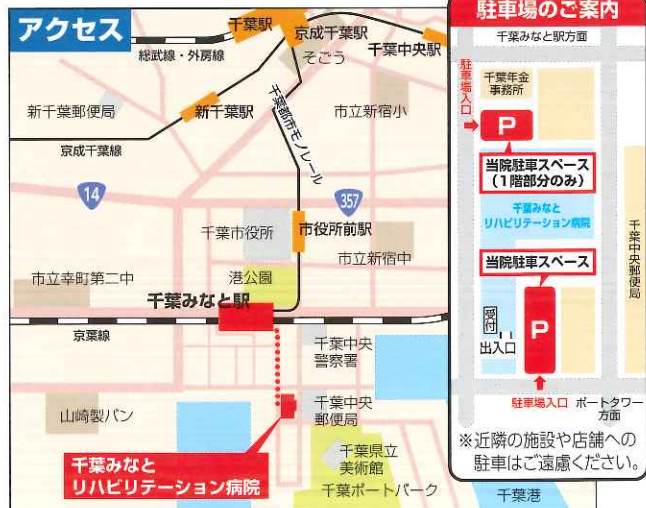 アクセス
千葉駅
京成千葉駅
千葉中央駅
総武線・外房線
そごう
新千葉郵便局
新千葉駅
千葉都市モノレール
市立新宿小
京成千葉線
14
357
千葉市役所
市役所前駅
市立新宿中
市立幸町第二中
港公園
千葉みなと駅
京葉線
千葉中央
警察署
山崎製パン
千葉中央
郵便局
千葉みなと
リハビリテーション病院
千葉県立
美術館
千葉ポートパーク
千葉港
駐車場のご案内
千葉みなと駅方面
駐車場入口
千葉年金
事務所
P
当院駐車スペース
(1階部分のみ)
千葉みなと
リハビリテーション病院
千葉中央郵便局
当院駐車スペース
P
受付
出入口
駐車場入口
ポートタワー
方面
※近隣の施設や店舗への
駐車はご遠慮ください。